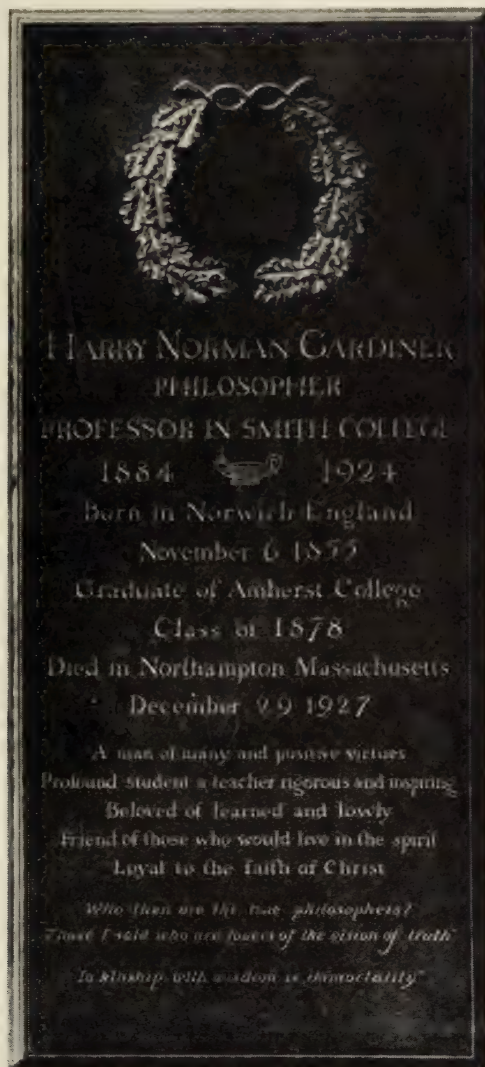 HARRY NORMAN GARDINER
PHILOSOPHER
PROFESSOR IN SMITH COLLEGE
1884 1924
Born in Norwich England
November 6 1855
Graduate of Amherst College
Class of 1878
Died in Northampton Massachusetts
December 29 1927
A man of many and positive virtues
Profound student a teacher rigorous and inspiring
Beloved of learned and lowly
Friend of those who would live in the spirit
Loyal to the faith of Christ
Who then are the true philosophers?
Those I said who are lovers of the vision of truth"
In kinship with wisdom is immortality"